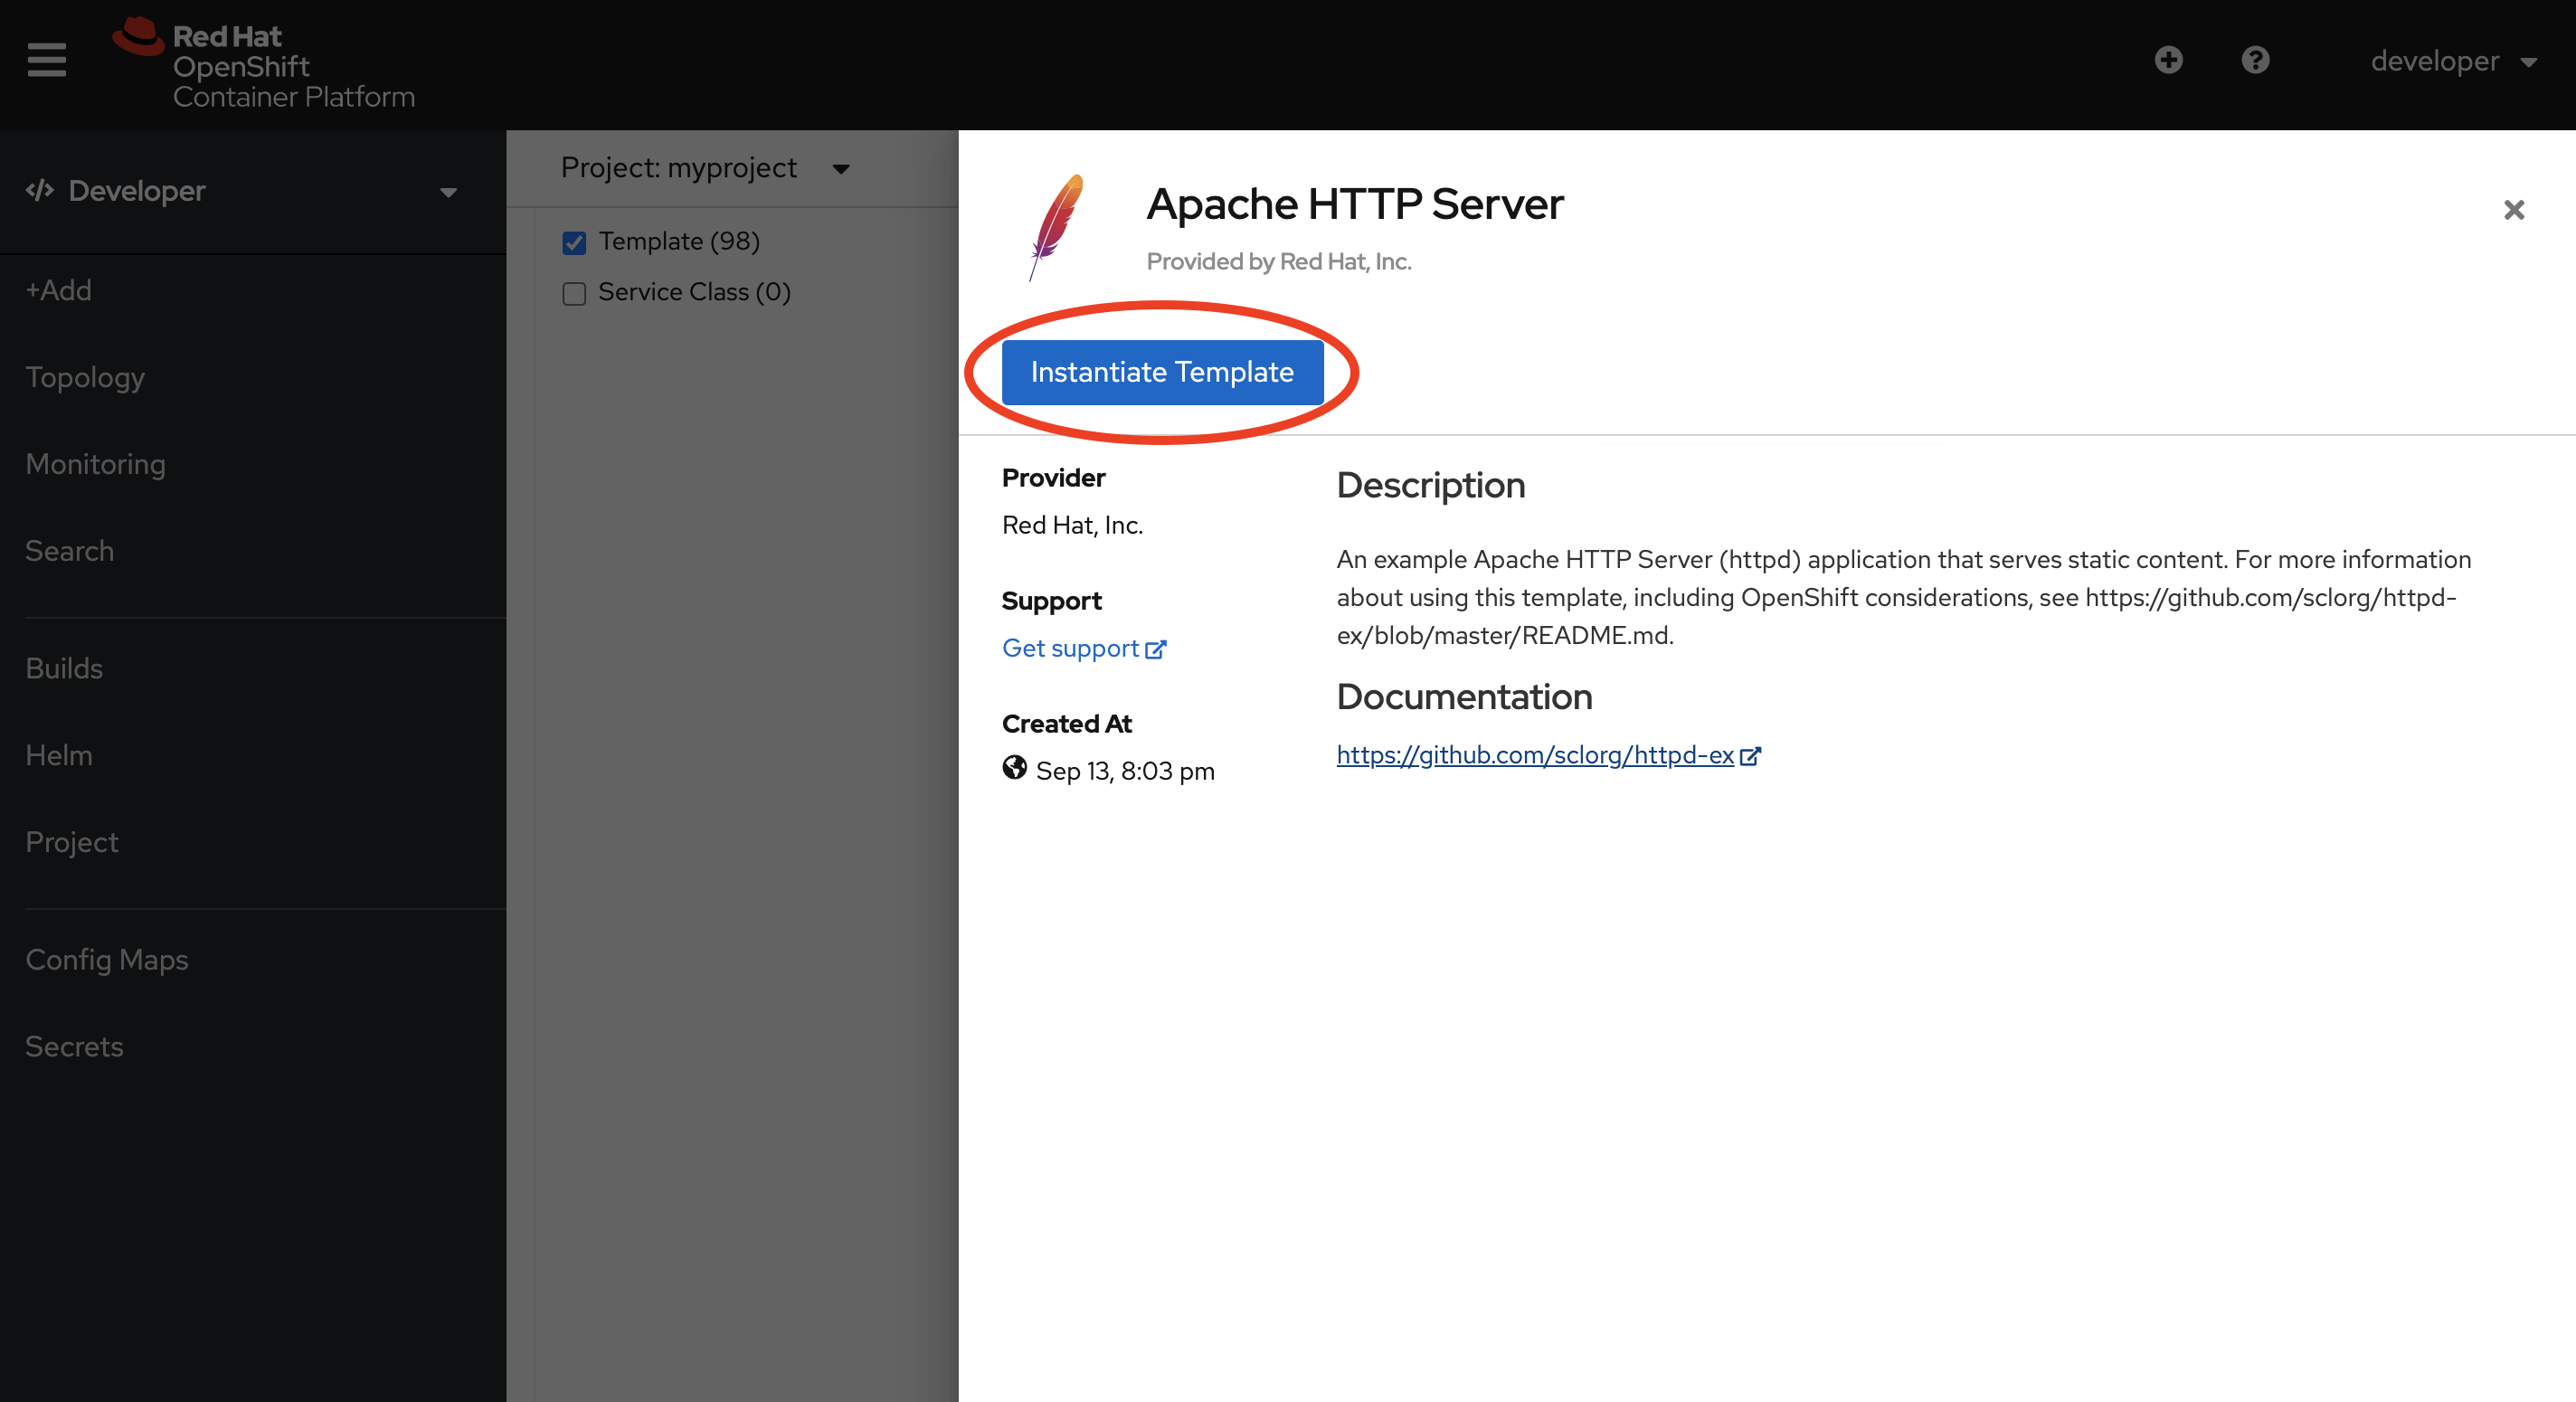 Red Hat
OpenShift
Container Platform
developer
Developer
+Add
Topology
Monitoring
Search
Builds
Helm
Project
Config Maps
Secrets
Project: myproject
Template (98)
Service Class (0)
Apache HTTP Server
Provided by Red Hat, Inc.
Instantiate Template
Provider
Red Hat, Inc.
Support
Get support
Created At
Sep 13, 8:03 pm
Description
An example Apache HTTP Server (httpd) application that serves static content. For more information
about using this template, including OpenShift considerations, see https://github.com/sclorg/httpd-
ex/blob/master/README.md.
Documentation
https://github.com/sclorg/httpd-ex